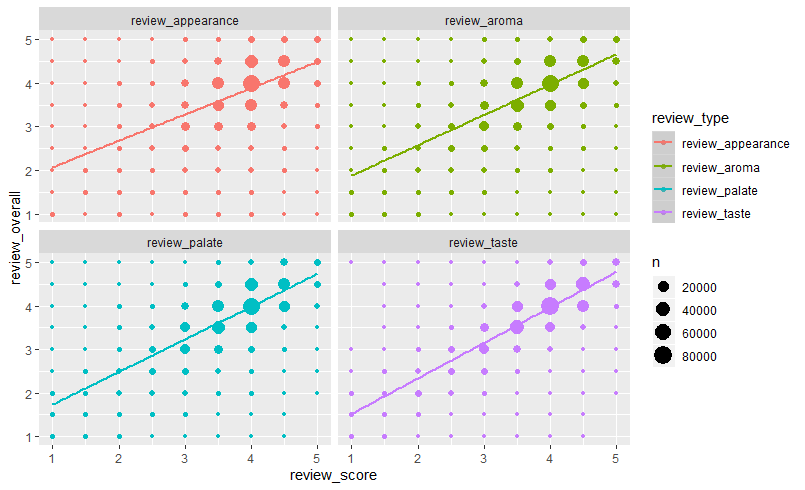 review_appearance
review_aroma
5
4
3
2
1
review_overall
review_palate
review_taste
5
4
3
2
1
1 2 3 4 5 1 2 3 4 5
review_score
review_type
review_appearance
review_aroma
review_palate
review_taste
n
20000
40000
60000
80000